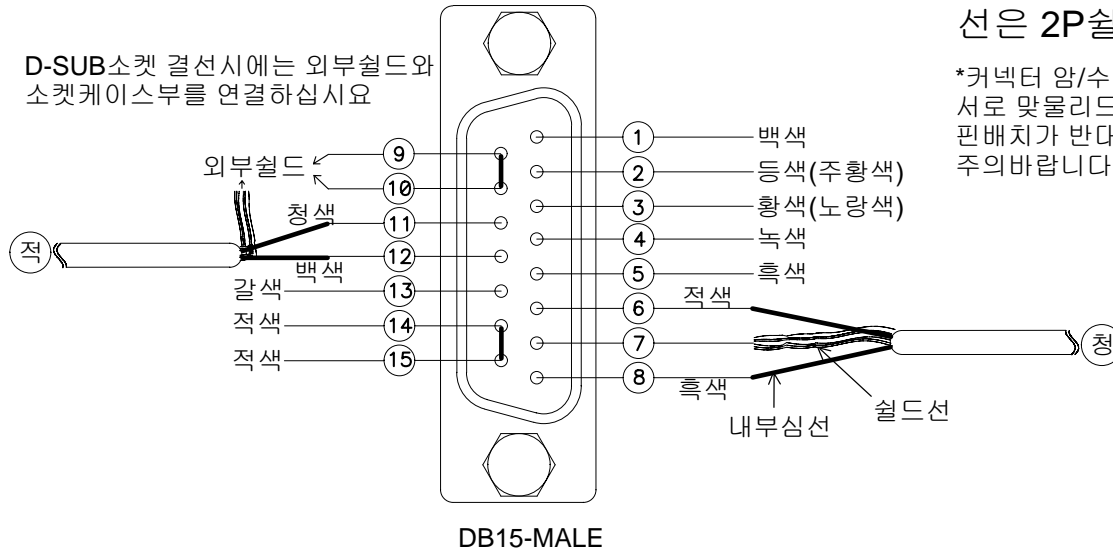 D-SUB소켓 결선시에는 외부쉴드와
소켓케이스부를 연결하십시요
선은 2P쉴
*커넥터 암/수
서로 맞물리드
핀배치가 반대
주의바랍니다
외부쉴드
9
10
청색
11
적
백색
12
갈색
13
적색
14
적색
15
1
백색
2
등색(주황색)
3
황색(노랑색)
4
녹색
5
흑색
6
적색
7
8
흑색
청
내부심선
쉴드선
DB15-MALE